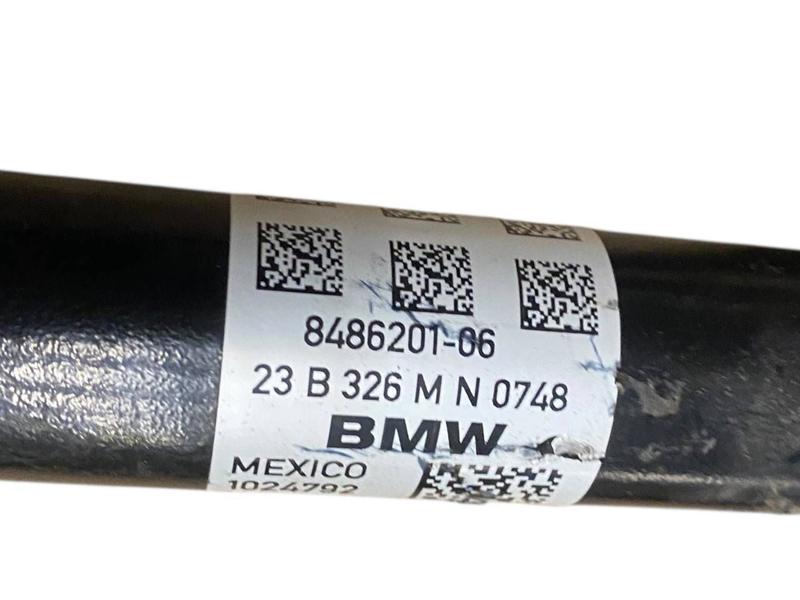 8486201-06
23 B 326 M N 0748
BMW
MEXICO
1024792